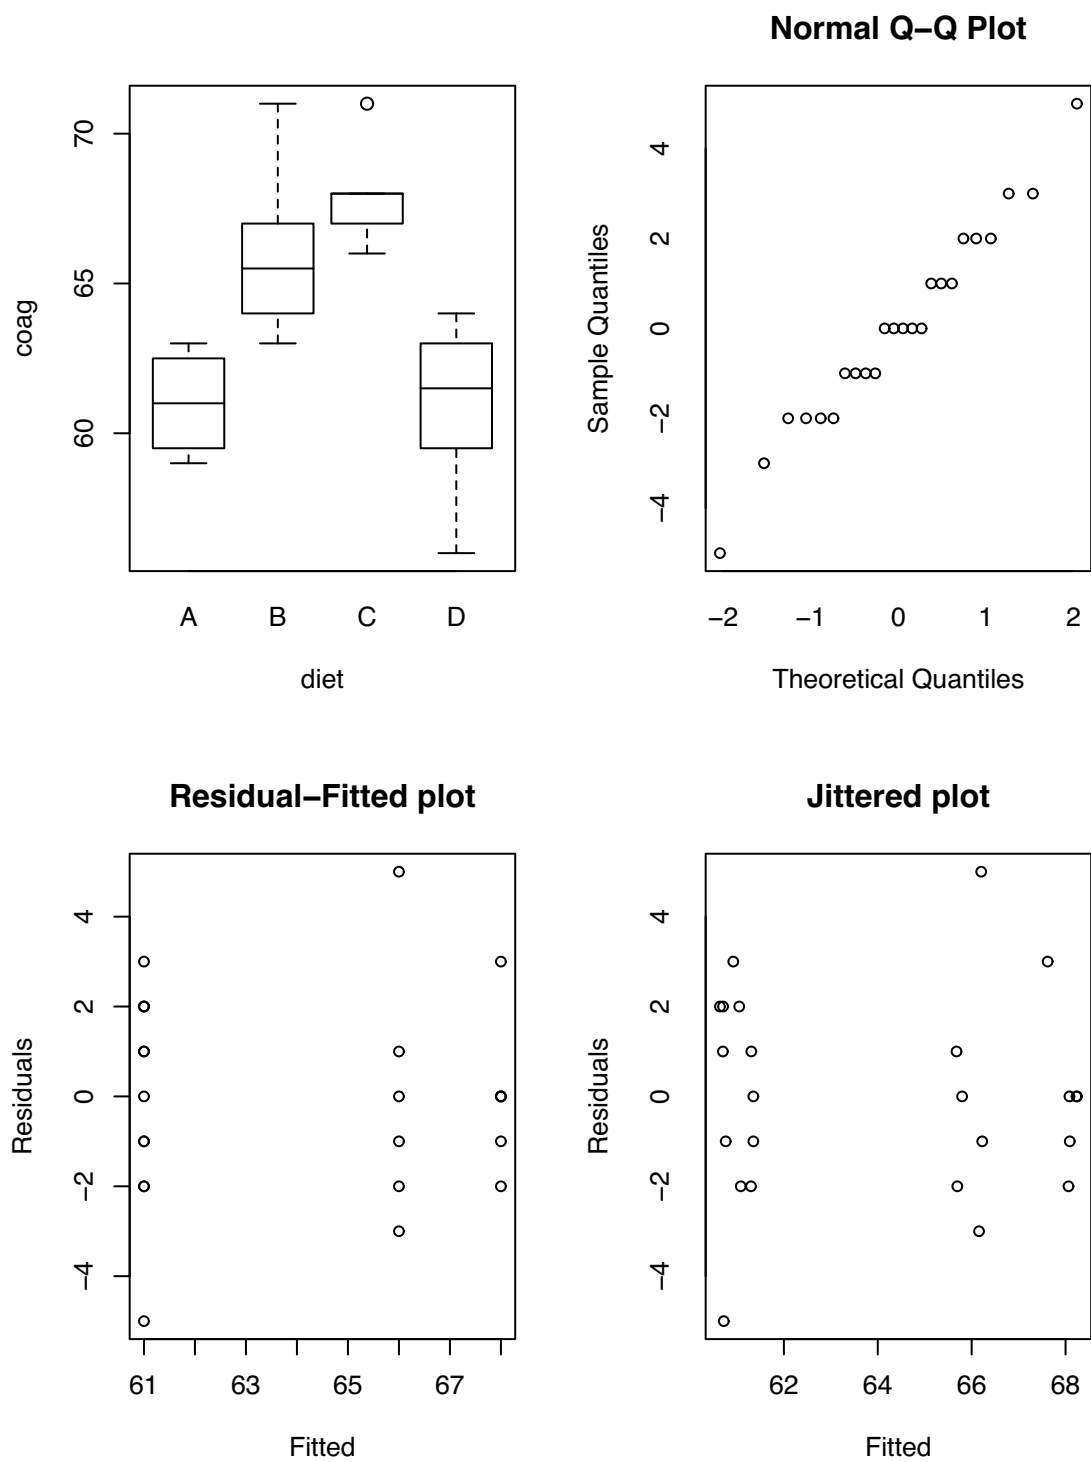 Normal Q−Q Plot
coag
70
65
60
A B C D
diet
Sample Quantiles
4
2
0
−2
−4
−2 −1 0 1 2
Theoretical Quantiles
Residual−Fitted plot
Residuals
4
2
0
−2
−4
61 63 65 67
Fitted
Jittered plot
Residuals
4
2
0
−2
−4
62 64 66 68
Fitted